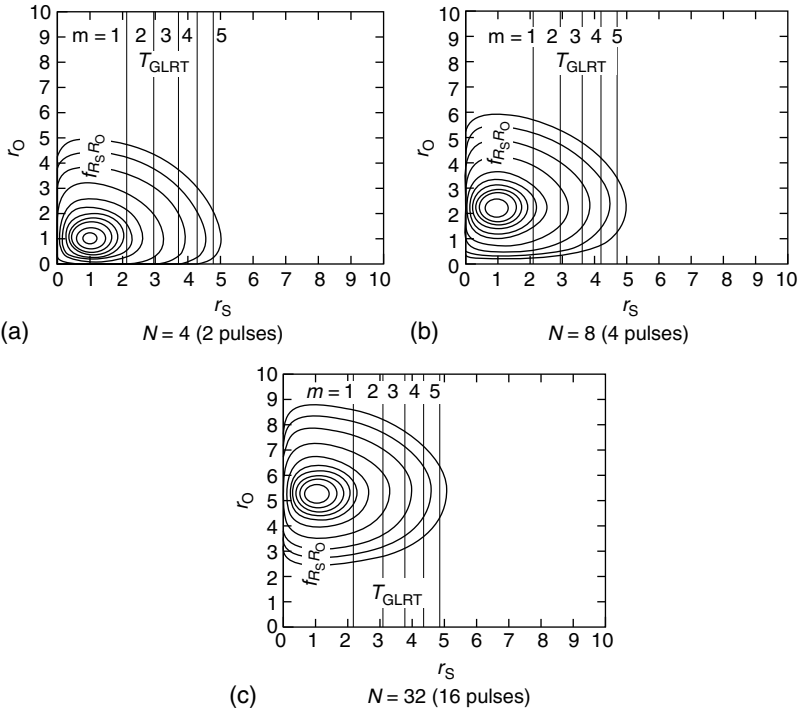 10
9
8
7
6
5
4
3
2
1
0
m = 1 2 3 4 5
T_GLRT
f_{R_S R_O}
r_O
0 1 2 3 4 5 6 7 8 9 10
r_S
(a) N = 4 (2 pulses)
10
9
8
7
6
5
4
3
2
1
0
m = 1 2 3 4 5
T_GLRT
f_{R_S R_O}
r_O
0 1 2 3 4 5 6 7 8 9 10
r_S
(b) N = 8 (4 pulses)
10
9
8
7
6
5
4
3
2
1
0
m = 1 2 3 4 5
r_O
f_{R_S R_O}
T_GLRT
0 1 2 3 4 5 6 7 8 9 10
r_S
(c) N = 32 (16 pulses)